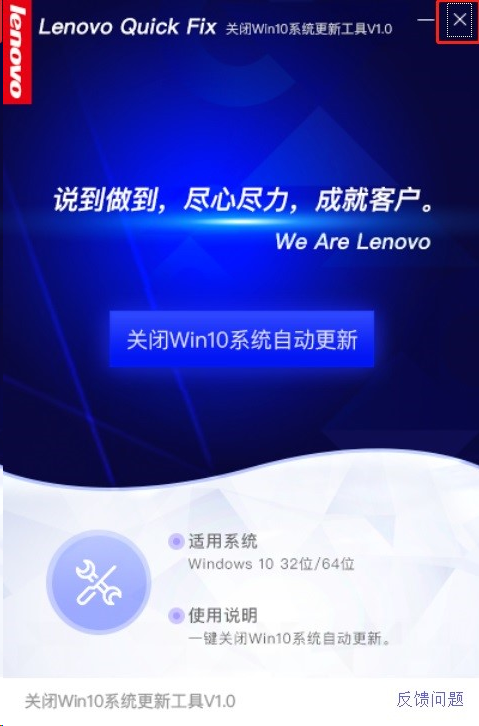 lenovo
Lenovo Quick Fix 关闭Win10系统更新工具V1.0
说到做到，尽心尽力，成就客户。
We Are Lenovo
关闭Win10系统自动更新
适用系统
Windows 10 32位/64位
使用说明
一键关闭Win10系统自动更新。
关闭Win10系统更新工具V1.0
反馈问题